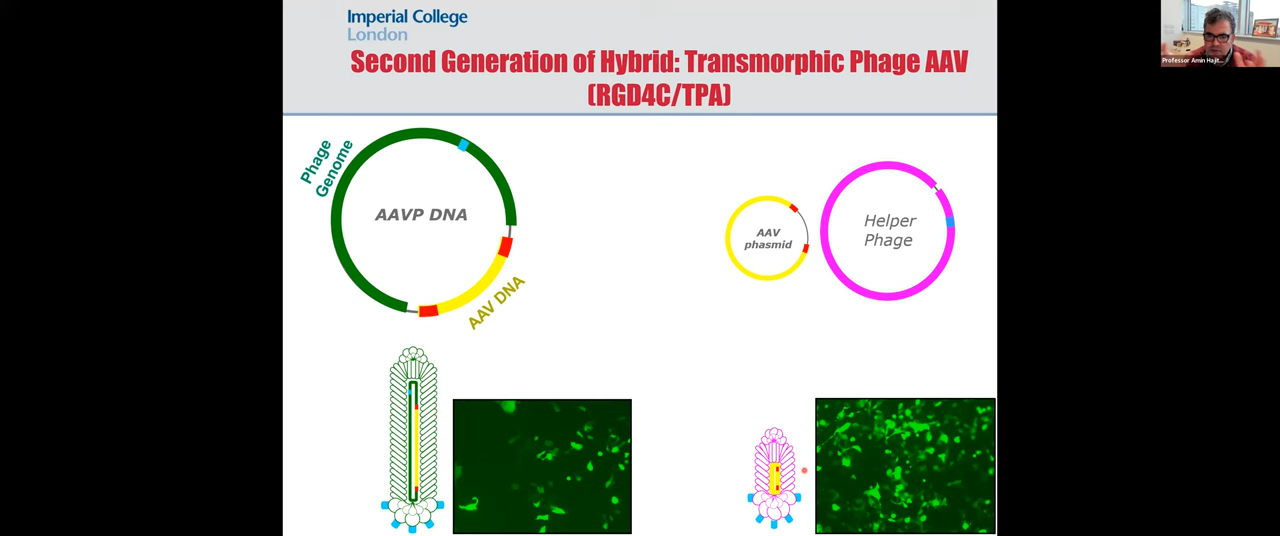 Imperial College
London
Second Generation of Hybrid: Transmorphic Phage AAV
(RGD4C/TPA)
Professor Amin Hajit...
Phage
Genome
AAVP DNA
AAV DNA
AAV
phasmid
Helper
Phage